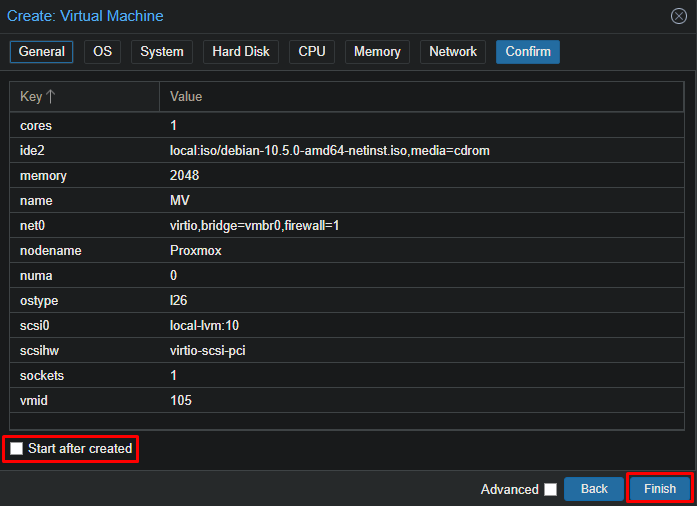 Create: Virtual Machine
General OS System Hard Disk CPU Memory Network Confirm
Key Value
cores 1
ide2 local:iso/debian-10.5.0-amd64-netinst.iso,media=cdrom
memory 2048
name MV
net0 virtio,bridge=vmbr0,firewall=1
nodename Proxmox
numa 0
ostype l26
scsi0 local-lvm:10
scsihw virtio-scsi-pci
sockets 1
vmid 105
Start after created
Advanced Back Finish